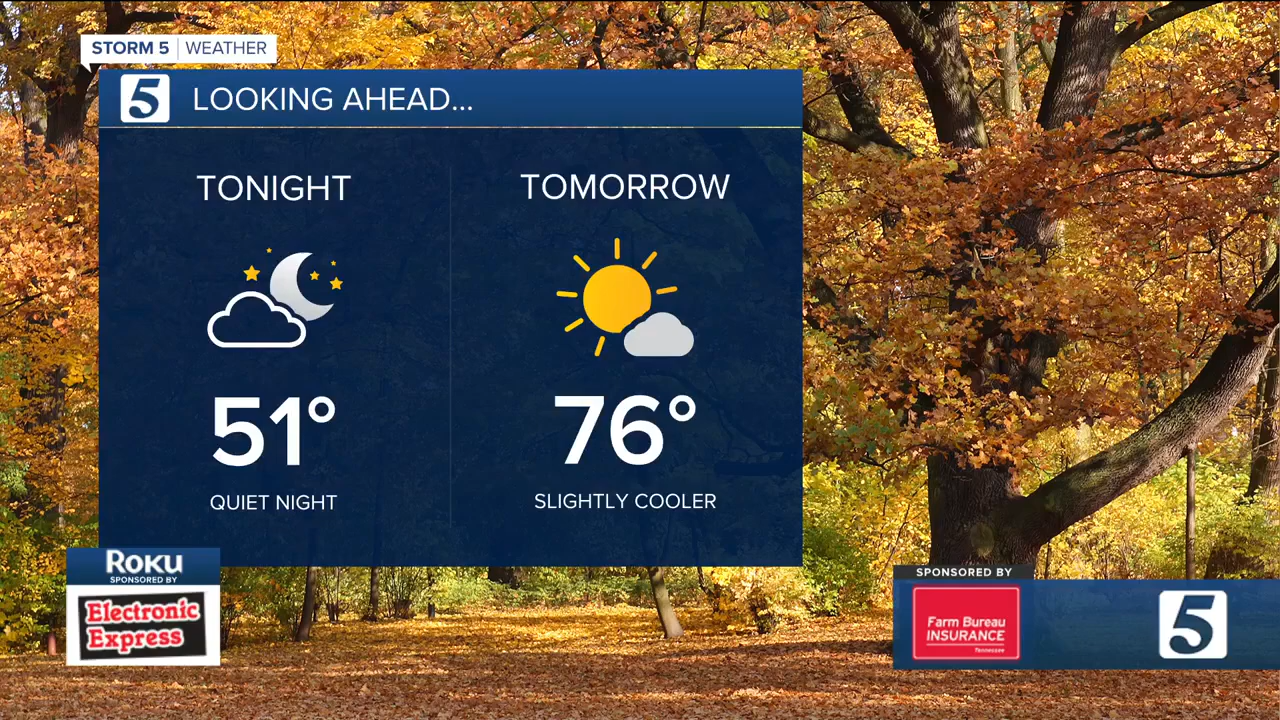 STORM 5 | WEATHER
5 LOOKING AHEAD...
TONIGHT
51°
QUIET NIGHT
TOMORROW
76°
SLIGHTLY COOLER
Roku
SPONSORED BY
Electronic
Express
SPONSORED BY
Farm Bureau
INSURANCE
Tennessee
5